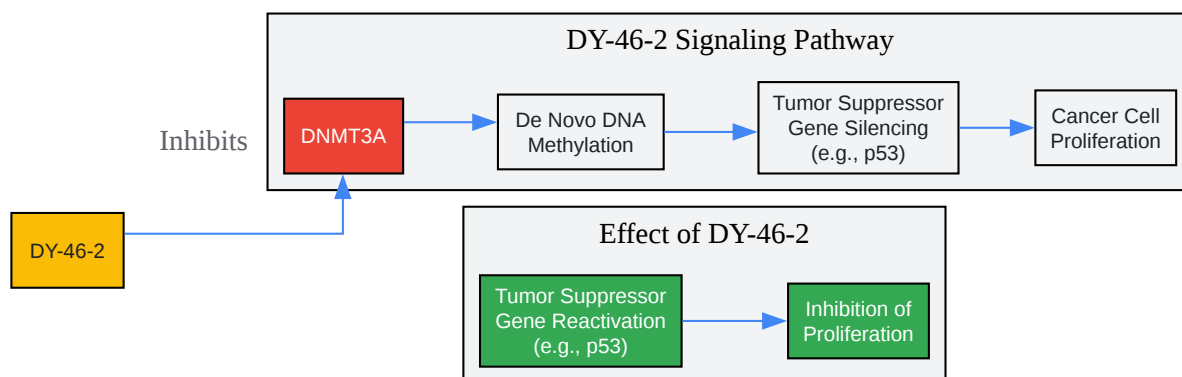 DY-46-2 Signaling Pathway
Inhibits
DNMT3A
De Novo DNA
Methylation
Tumor Suppressor
Gene Silencing
(e.g., p53)
Cancer Cell
Proliferation
DY-46-2
Effect of DY-46-2
Tumor Suppressor
Gene Reactivation
(e.g., p53)
Inhibition of
Proliferation